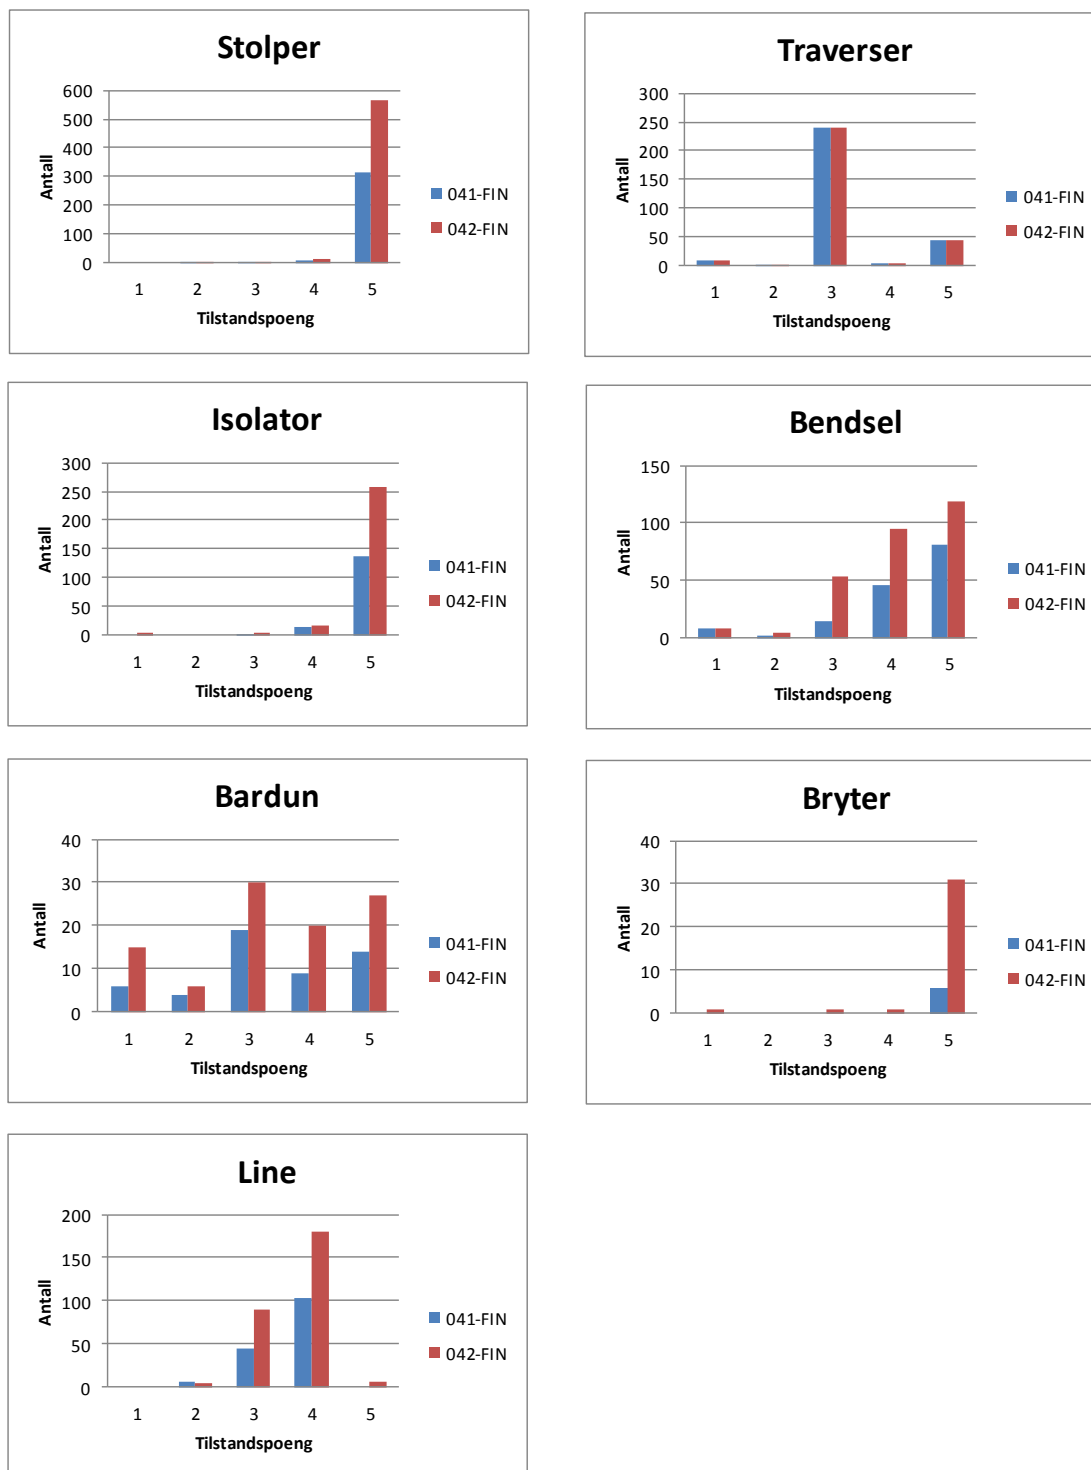 Stolper
600
500
400
300
200
100
0
Antall
1 2 3 4 5
Tilstandspoeng
041-FIN
042-FIN
Traverser
300
250
200
150
100
50
0
Antall
1 2 3 4 5
Tilstandspoeng
041-FIN
042-FIN
Isolator
300
250
200
150
100
50
0
Antall
1 2 3 4 5
Tilstandspoeng
041-FIN
042-FIN
Bendsel
150
100
50
0
Antall
1 2 3 4 5
Tilstandspoeng
041-FIN
042-FIN
Bardun
40
30
20
10
0
Antall
1 2 3 4 5
Tilstandspoeng
041-FIN
042-FIN
Bryter
40
30
20
10
0
Antall
1 2 3 4 5
Tilstandspoeng
041-FIN
042-FIN
Line
200
150
100
50
0
Antall
1 2 3 4 5
Tilstandspoeng
041-FIN
042-FIN